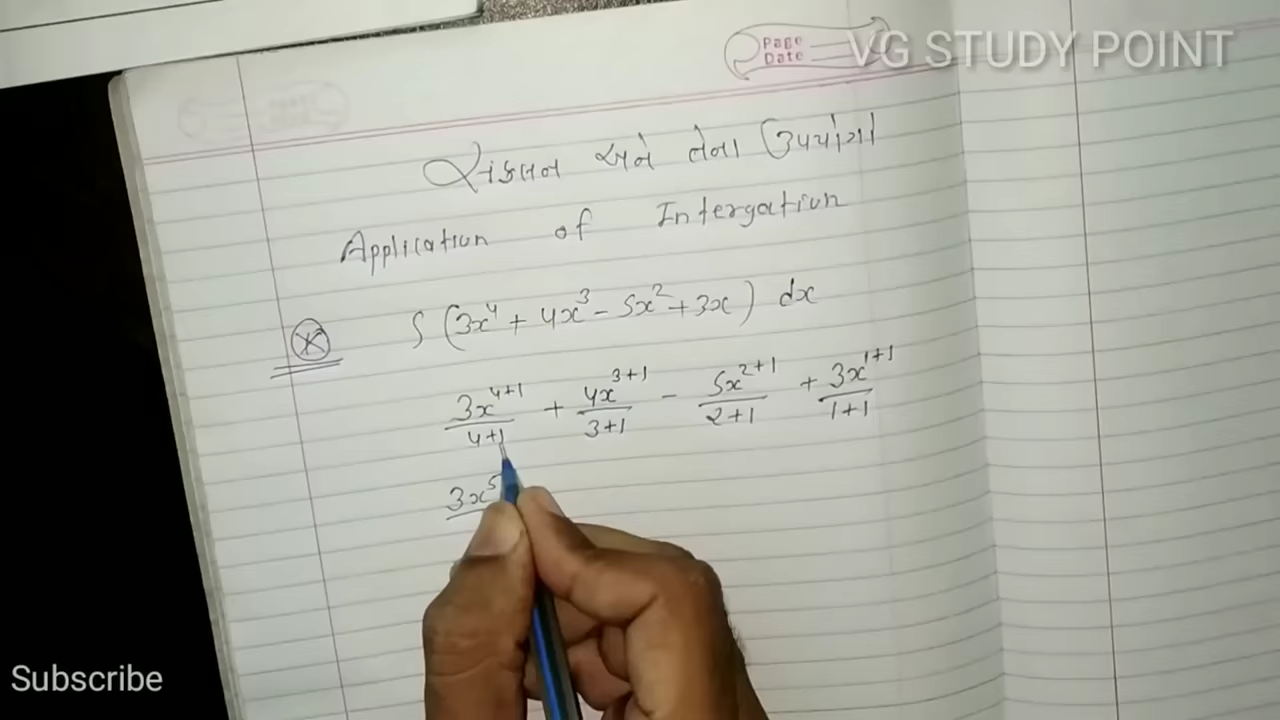 Page
Date
VG STUDY POINT
સંકલન અને તેના ઉપયોગો
Application of Intergation
∫ (3x⁴ + 4x³ - 5x² + 3x) dx
3x⁴⁺¹/4+1 + 4x³⁺¹/3+1 - 5x²⁺¹/2+1 + 3x¹⁺¹/1+1
3x⁵
Subscribe